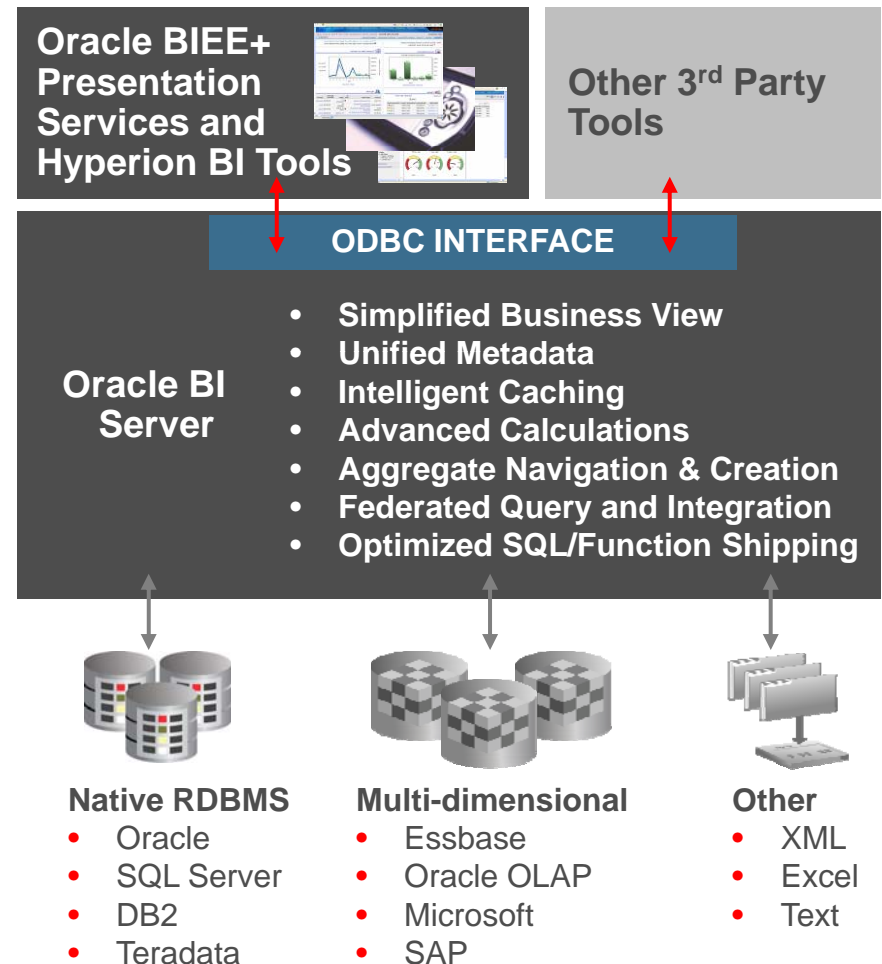 Oracle BIEE+
Presentation
Services and
Hyperion BI Tools
Other 3rd Party
Tools
ODBC INTERFACE
Oracle BI
Server
• Simplified Business View
• Unified Metadata
• Intelligent Caching
• Advanced Calculations
• Aggregate Navigation & Creation
• Federated Query and Integration
• Optimized SQL/Function Shipping
Native RDBMS
• Oracle
• SQL Server
• DB2
• Teradata
Multi-dimensional
• Essbase
• Oracle OLAP
• Microsoft
• SAP
Other
• XML
• Excel
• Text